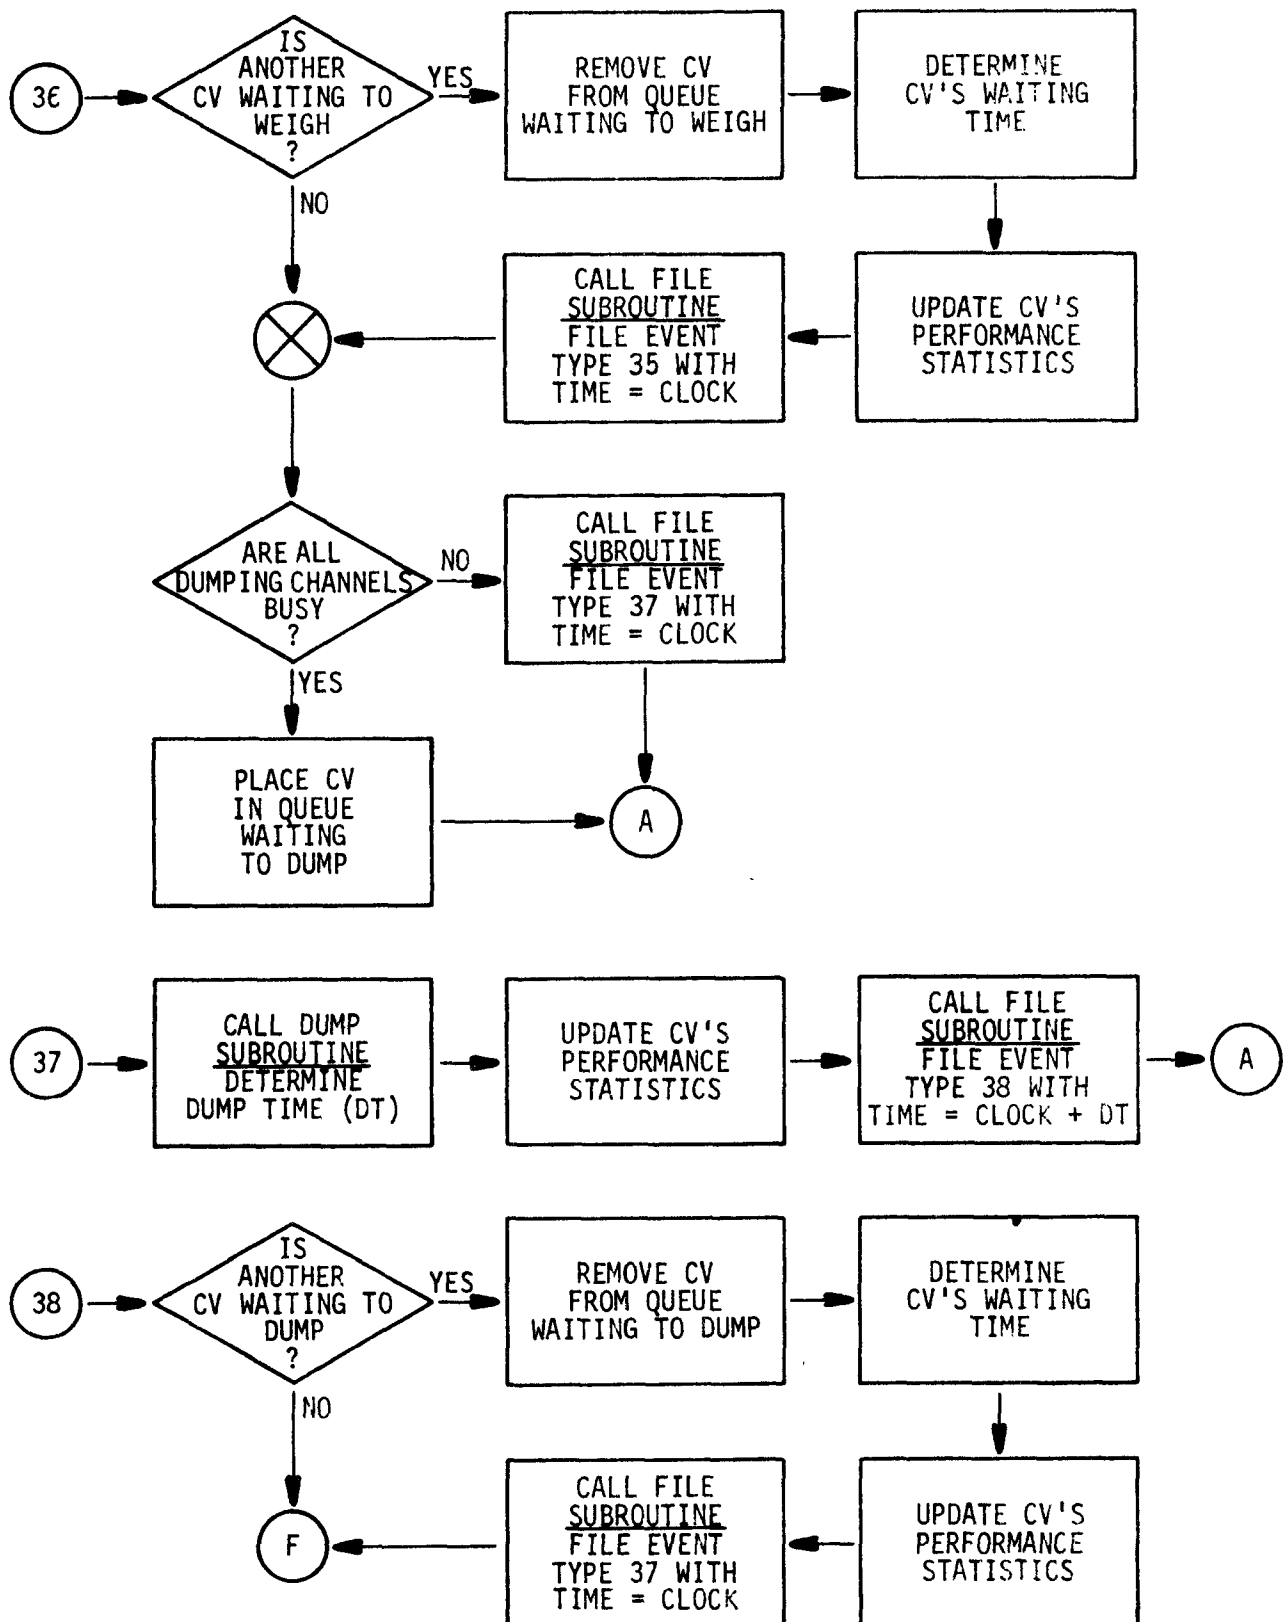 36
IS
ANOTHER
CV WAITING TO
WEIGH
?
YES
REMOVE CV
FROM QUEUE
WAITING TO WEIGH
DETERMINE
CV'S WAITING
TIME
NO
CALL FILE
SUBROUTINE
FILE EVENT
TYPE 35 WITH
TIME = CLOCK
UPDATE CV'S
PERFORMANCE
STATISTICS
ARE ALL
DUMPING CHANNELS
BUSY
?
NO
CALL FILE
SUBROUTINE
FILE EVENT
TYPE 37 WITH
TIME = CLOCK
YES
PLACE CV
IN QUEUE
WAITING
TO DUMP
A
37
CALL DUMP
SUBROUTINE
DETERMINE
DUMP TIME (DT)
UPDATE CV'S
PERFORMANCE
STATISTICS
CALL FILE
SUBROUTINE
FILE EVENT
TYPE 38 WITH
TIME = CLOCK + DT
A
38
IS
ANOTHER
CV WAITING TO
DUMP
?
YES
REMOVE CV
FROM QUEUE
WAITING TO DUMP
DETERMINE
CV'S WAITING
TIME
NO
F
CALL FILE
SUBROUTINE
FILE EVENT
TYPE 37 WITH
TIME = CLOCK
UPDATE CV'S
PERFORMANCE
STATISTICS